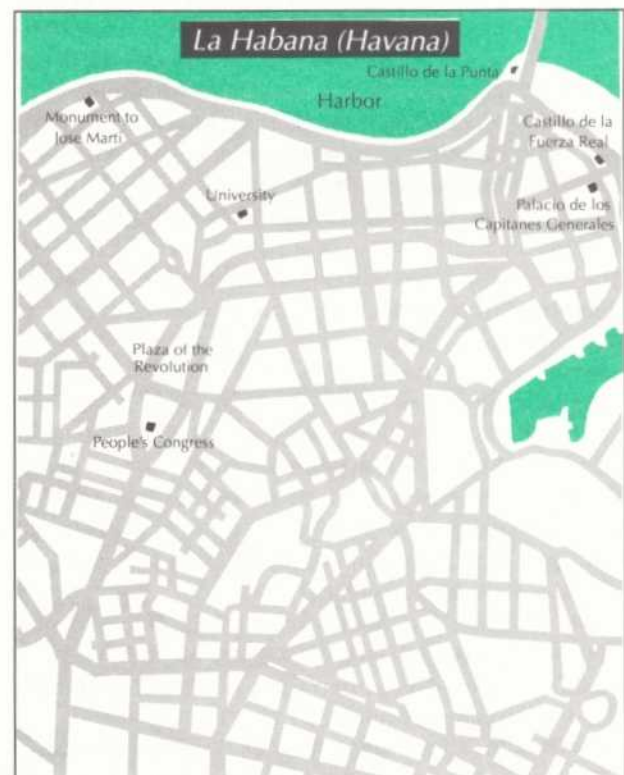 La Habana (Havana)
Castillo de la Punta
Harbor
Monument to
Jose Marti
Castillo de la
Fuerza Real
University
Palacio de los
Capitanes Generales
Plaza of the
Revolution
People's Congress